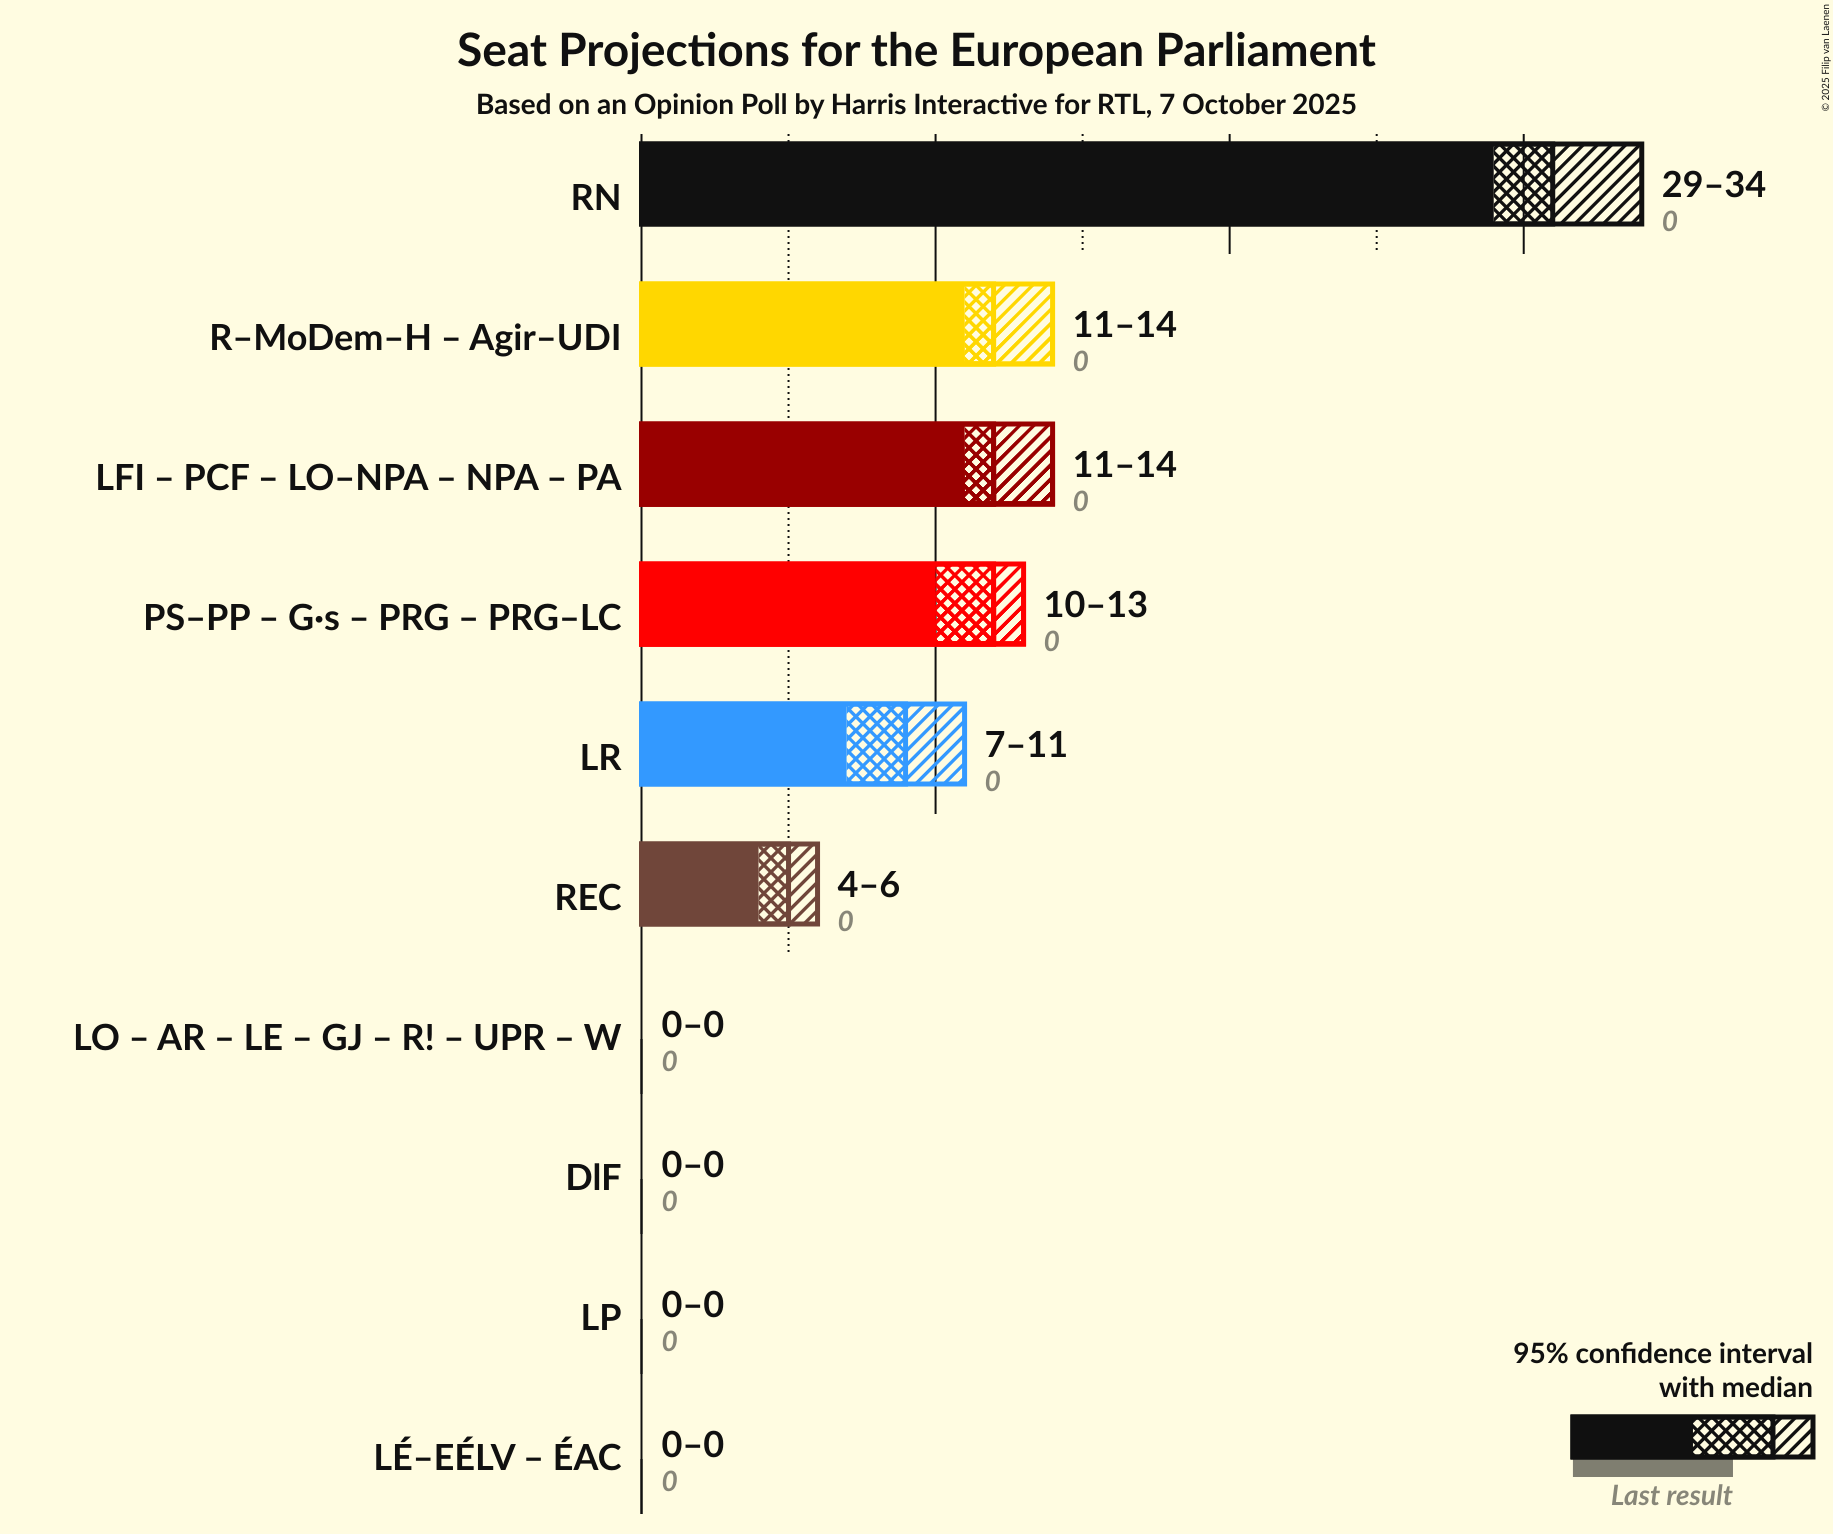 Seat Projections for the European Parliament
Based on an Opinion Poll by Harris Interactive for RTL, 7 October 2025
© 2025 Filip van Laenen
RN
29–34
0
R–MoDem–H – Agir–UDI
11–14
0
LFI – PCF – LO–NPA – NPA – PA
11–14
0
PS–PP – G·s – PRG – PRG–LC
10–13
0
LR
7–11
0
REC
4–6
0
LO – AR – LE – GJ – R! – UPR – W
0–0
0
DIF
0–0
0
LP
0–0
0
LÉ–EÉLV – ÉAC
0–0
0
95% confidence interval
with median
Last result